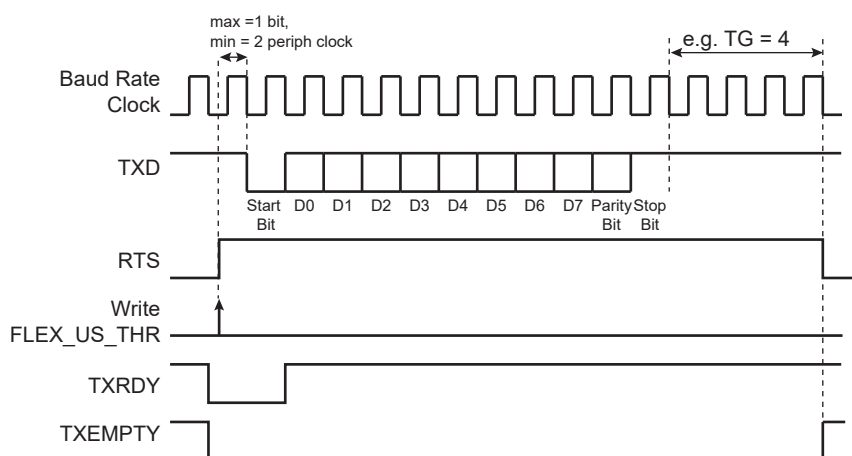 max =1 bit,
min = 2 periph clock
e.g. TG = 4
Baud Rate
Clock
TXD
Start D0 D1 D2 D3 D4 D5 D6 D7 Parity Stop
Bit Bit Bit
RTS
Write
FLEX_US_THR
TXRDY
TXEMPTY